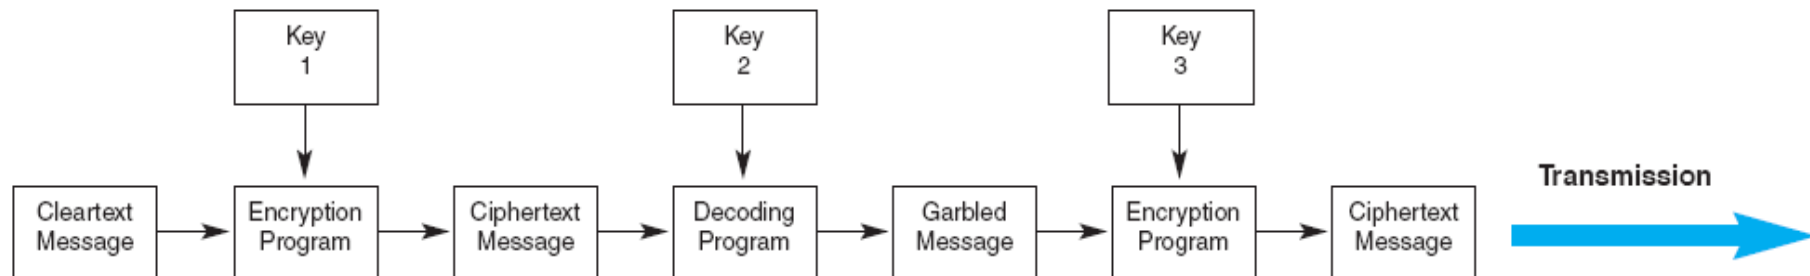 Key
1
Key
2
Key
3
Transmission
Cleartext
Message
Encryption
Program
Ciphertext
Message
Decoding
Program
Garbled
Message
Encryption
Program
Ciphertext
Message